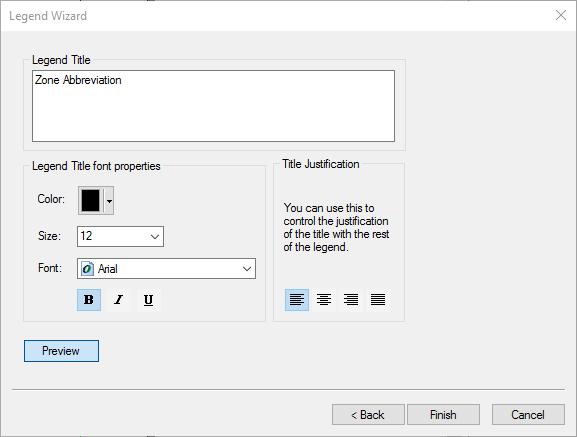 Legend Wizard
Legend Title
Zone Abbreviation
Legend Title font properties
Color:
Size:
12
Font:
Arial
B I U
Title Justification
You can use this to
control the justification
of the title with the rest
of the legend.
Preview
< Back
Finish
Cancel